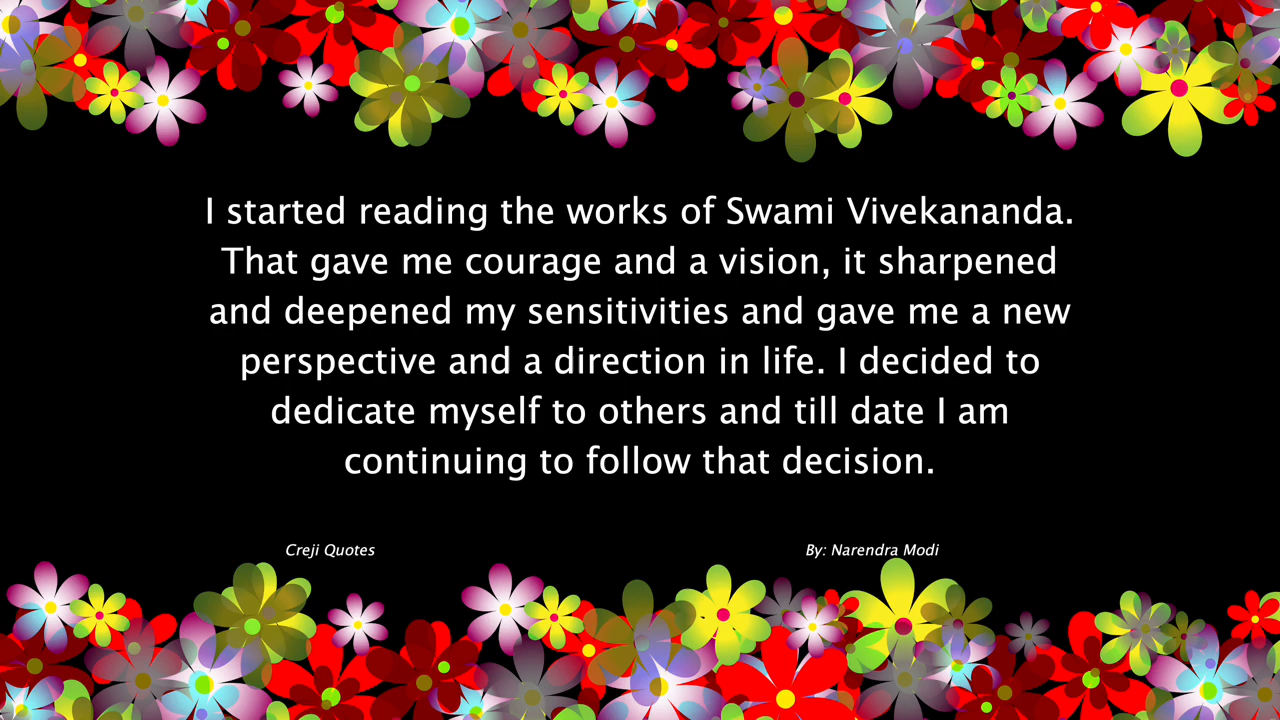 I started reading the works of Swami Vivekananda.
That gave me courage and a vision, it sharpened
and deepened my sensitivities and gave me a new
perspective and a direction in life. I decided to
dedicate myself to others and till date I am
continuing to follow that decision.
Creji Quotes
By: Narendra Modi